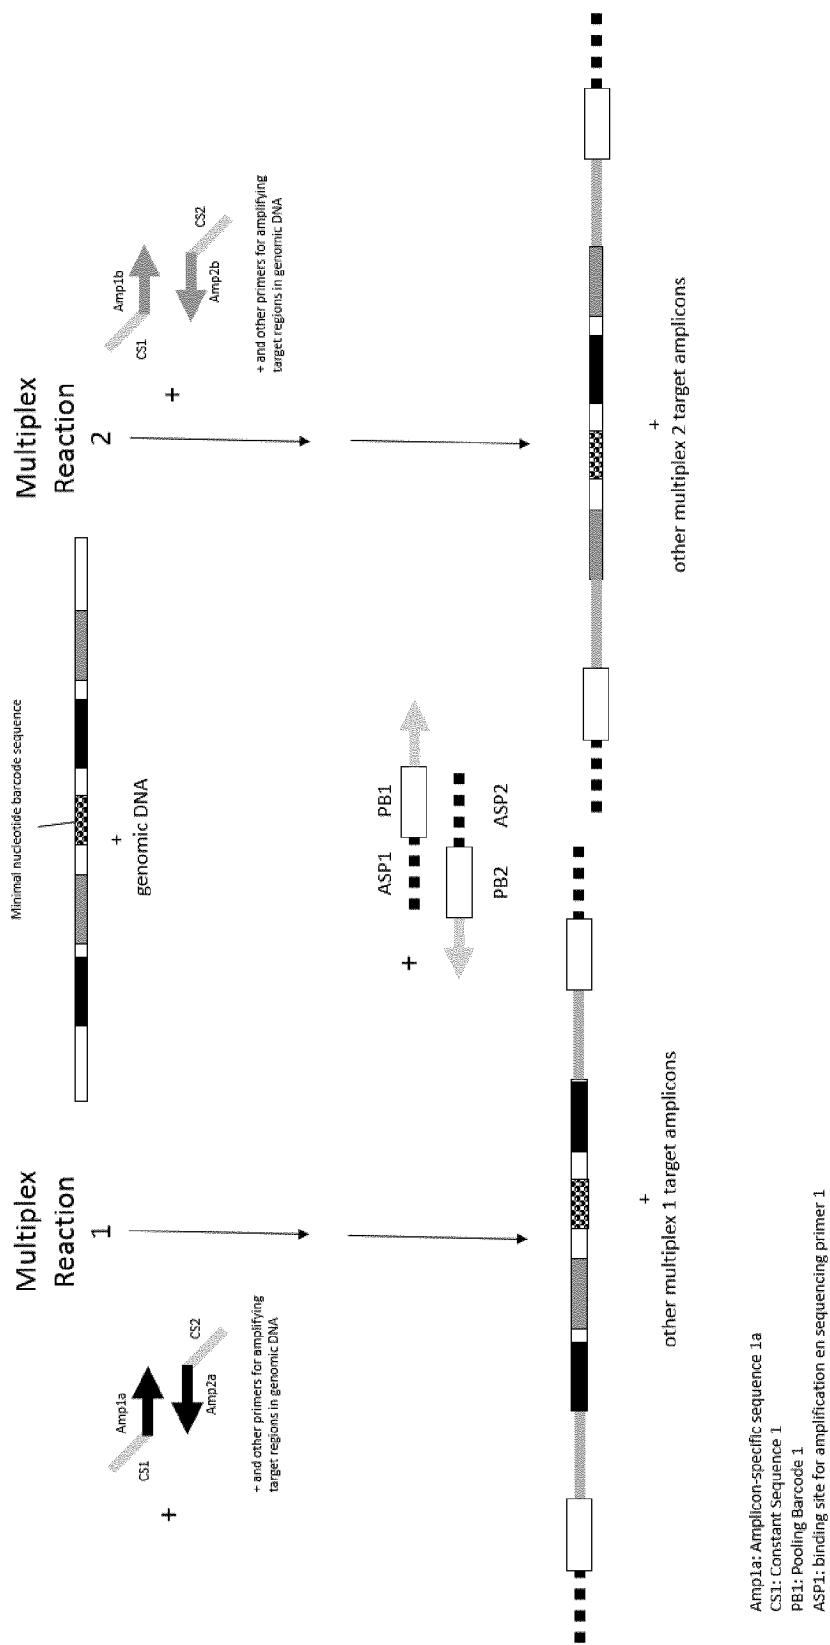 Multiplex
Reaction
1
Minimal nucleotide barcode sequence
Multiplex
Reaction
2
+
genomic DNA
+
CS1
Amp1a
Amp2a
CS2
+ and other primers for amplifying
target regions in genomic DNA
+
CS1
Amp1b
Amp2b
CS2
+ and other primers for amplifying
target regions in genomic DNA
+
ASP1
PB1
PB2
ASP2
+
other multiplex 1 target amplicons
+
other multiplex 2 target amplicons
Amp1a: Amplicon-specific sequence 1a
CS1: Constant Sequence 1
PB1: Pooling Barcode 1
ASP1: binding site for amplification en sequencing primer 1